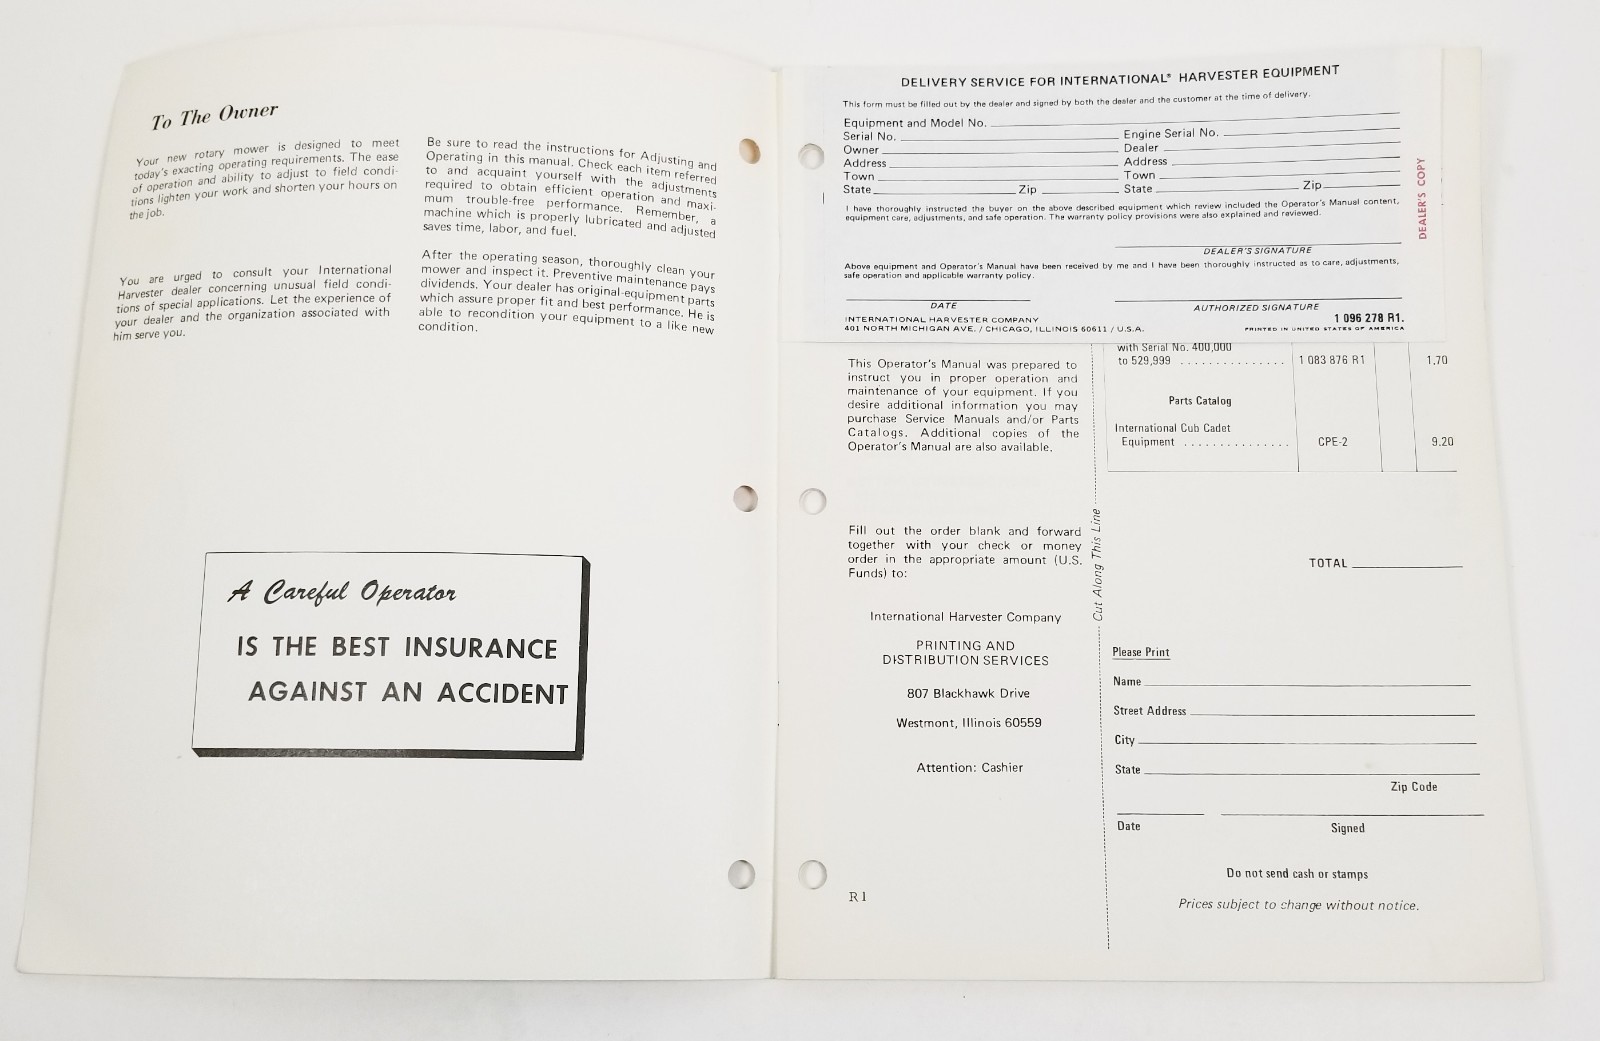 To The Owner
Your new rotary mower is designed to meet
today's exacting operating requirements. The ease
of operation and ability to adjust to field condi-
tions lighten your work and shorten your hours on
the job.
You are urged to consult your International
Harvester dealer concerning unusual field condi-
tions of special applications. Let the experience of
your dealer and the organization associated with
him serve you.
Be sure to read the instructions for Adjusting and
Operating in this manual. Check each item referred
to and acquaint yourself with the adjustments
required to obtain efficient operation and maxi-
mum trouble-free performance. Remember, a
machine which is properly lubricated and adjusted
saves time, labor, and fuel.
After the operating season, thoroughly clean your
mower and inspect it. Preventive maintenance pays
dividends. Your dealer has original-equipment parts
which assure proper fit and best performance. He is
able to recondition your equipment to a like new
condition.
A Careful Operator
IS THE BEST INSURANCE
AGAINST AN ACCIDENT
DELIVERY SERVICE FOR INTERNATIONAL® HARVESTER EQUIPMENT
This form must be filled out by the dealer and signed by both the dealer and the customer at the time of delivery.
Equipment and Model No.
Serial No. Engine Serial No.
Owner Dealer
Address Address
Town Town
State Zip State Zip
I have thoroughly instructed the buyer on the above described equipment which review included the Operator's Manual content,
equipment care, adjustments, and safe operation. The warranty policy provisions were also explained and reviewed.
DEALER'S SIGNATURE
Above equipment and Operator's Manual have been received by me and I have been thoroughly instructed as to care, adjustments,
safe operation and applicable warranty policy.
DATE AUTHORIZED SIGNATURE
INTERNATIONAL HARVESTER COMPANY 1 096 278 R1.
401 NORTH MICHIGAN AVE. / CHICAGO, ILLINOIS 60611 / U.S.A. PRINTED IN UNITED STATES OF AMERICA
DEALER'S COPY
This Operator's Manual was prepared to
instruct you in proper operation and
maintenance of your equipment. If you
desire additional information you may
purchase Service Manuals and/or Parts
Catalogs. Additional copies of the
Operator's Manual are also available.
Fill out the order blank and forward
together with your check or money
order in the appropriate amount (U.S.
Funds) to:
International Harvester Company
PRINTING AND
DISTRIBUTION SERVICES
807 Blackhawk Drive
Westmont, Illinois 60559
Attention: Cashier
R1
Cut Along This Line
with Serial No. 400,000
to 529,999 . . . . . . . . . . . . . . . 1 083 876 R1 1.70
Parts Catalog
International Cub Cadet
Equipment . . . . . . . . . . . . . . . CPE-2 9.20
TOTAL
Please Print
Name
Street Address
City
State
Zip Code
Date Signed
Do not send cash or stamps
Prices subject to change without notice.